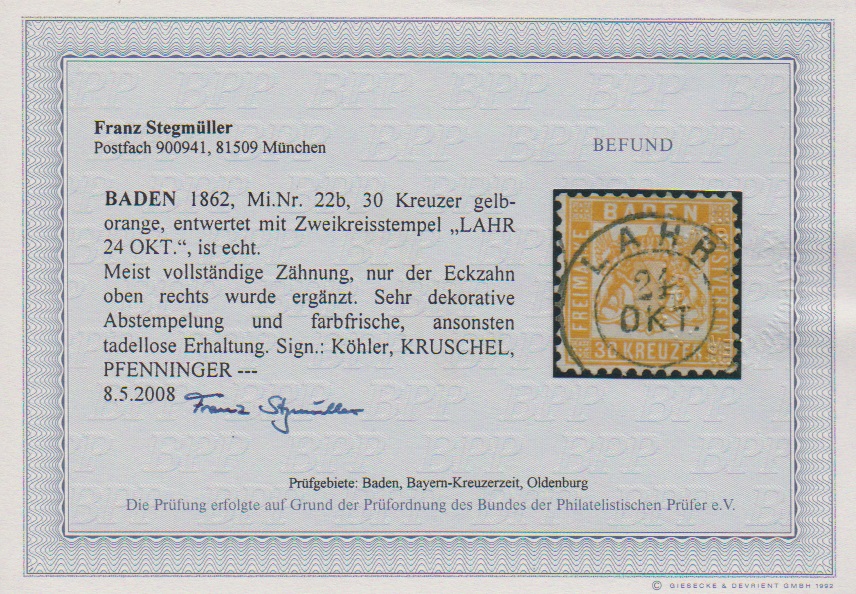 Franz Stegmüller
Postfach 900941, 81509 München
BEFUND
BADEN 1862, Mi.Nr. 22b, 30 Kreuzer gelb-
orange, entwertet mit Zweikreisstempel „LAHR
24 OKT.“, ist echt.
Meist vollständige Zähnung, nur der Eckzahn
oben rechts wurde ergänzt. Sehr dekorative
Abstempelung und farbfrische, ansonsten
tadellose Erhaltung. Sign.: Köhler, KRUSCHEL,
PFENNINGER ---
8.5.2008 Franz Stegmüller
BADEN
FREIMARKE
POSTVEREIN
30 KREUZER
LAHR
24
OKT.
Prüfgebiete: Baden, Bayern-Kreuzerzeit, Oldenburg
Die Prüfung erfolgte auf Grund der Prüfordnung des Bundes der Philatelistischen Prüfer e.V.
© GIESECKE & DEVRIENT GMBH 1992